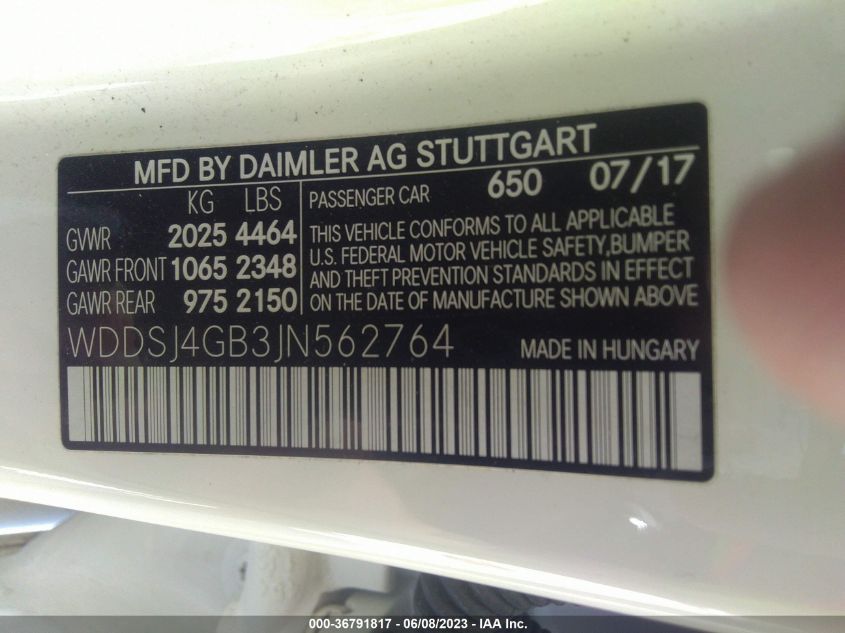 MFD BY DAIMLER AG STUTTGART
KG LBS
GVWR 2025 4464
GAWR FRONT 1065 2348
GAWR REAR 975 2150
PASSENGER CAR 650 07/17
THIS VEHICLE CONFORMS TO ALL APPLICABLE
U.S. FEDERAL MOTOR VEHICLE SAFETY,BUMPER
AND THEFT PREVENTION STANDARDS IN EFFECT
ON THE DATE OF MANUFACTURE SHOWN ABOVE
WDDSJ4GB3JN562764 MADE IN HUNGARY
000-36791817 - 06/08/2023 - IAA Inc.